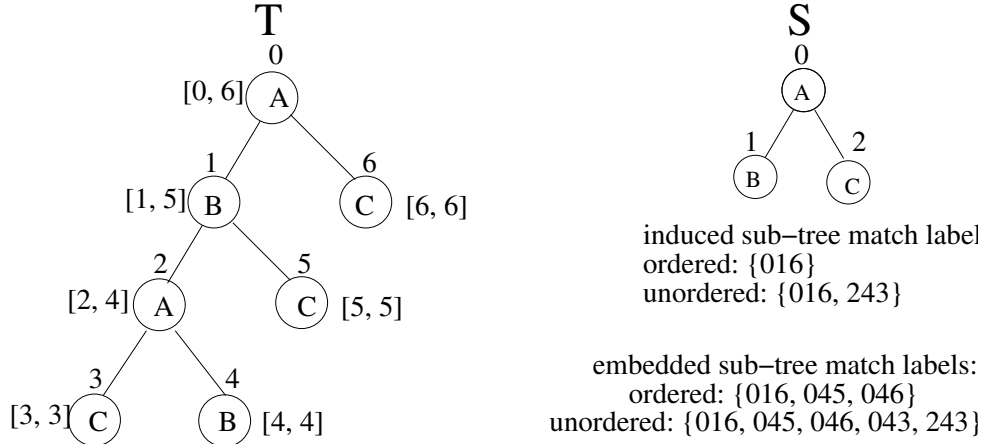 T
0
[0, 6]
A
1
6
[1, 5]
B
C
[6, 6]
2
5
[2, 4]
A
C
[5, 5]
3
4
[3, 3]
C
B
[4, 4]
S
0
A
1
2
B
C
induced sub-tree match label
ordered: {016}
unordered: {016, 243}
embedded sub-tree match labels:
ordered: {016, 045, 046}
unordered: {016, 045, 046, 043, 243}